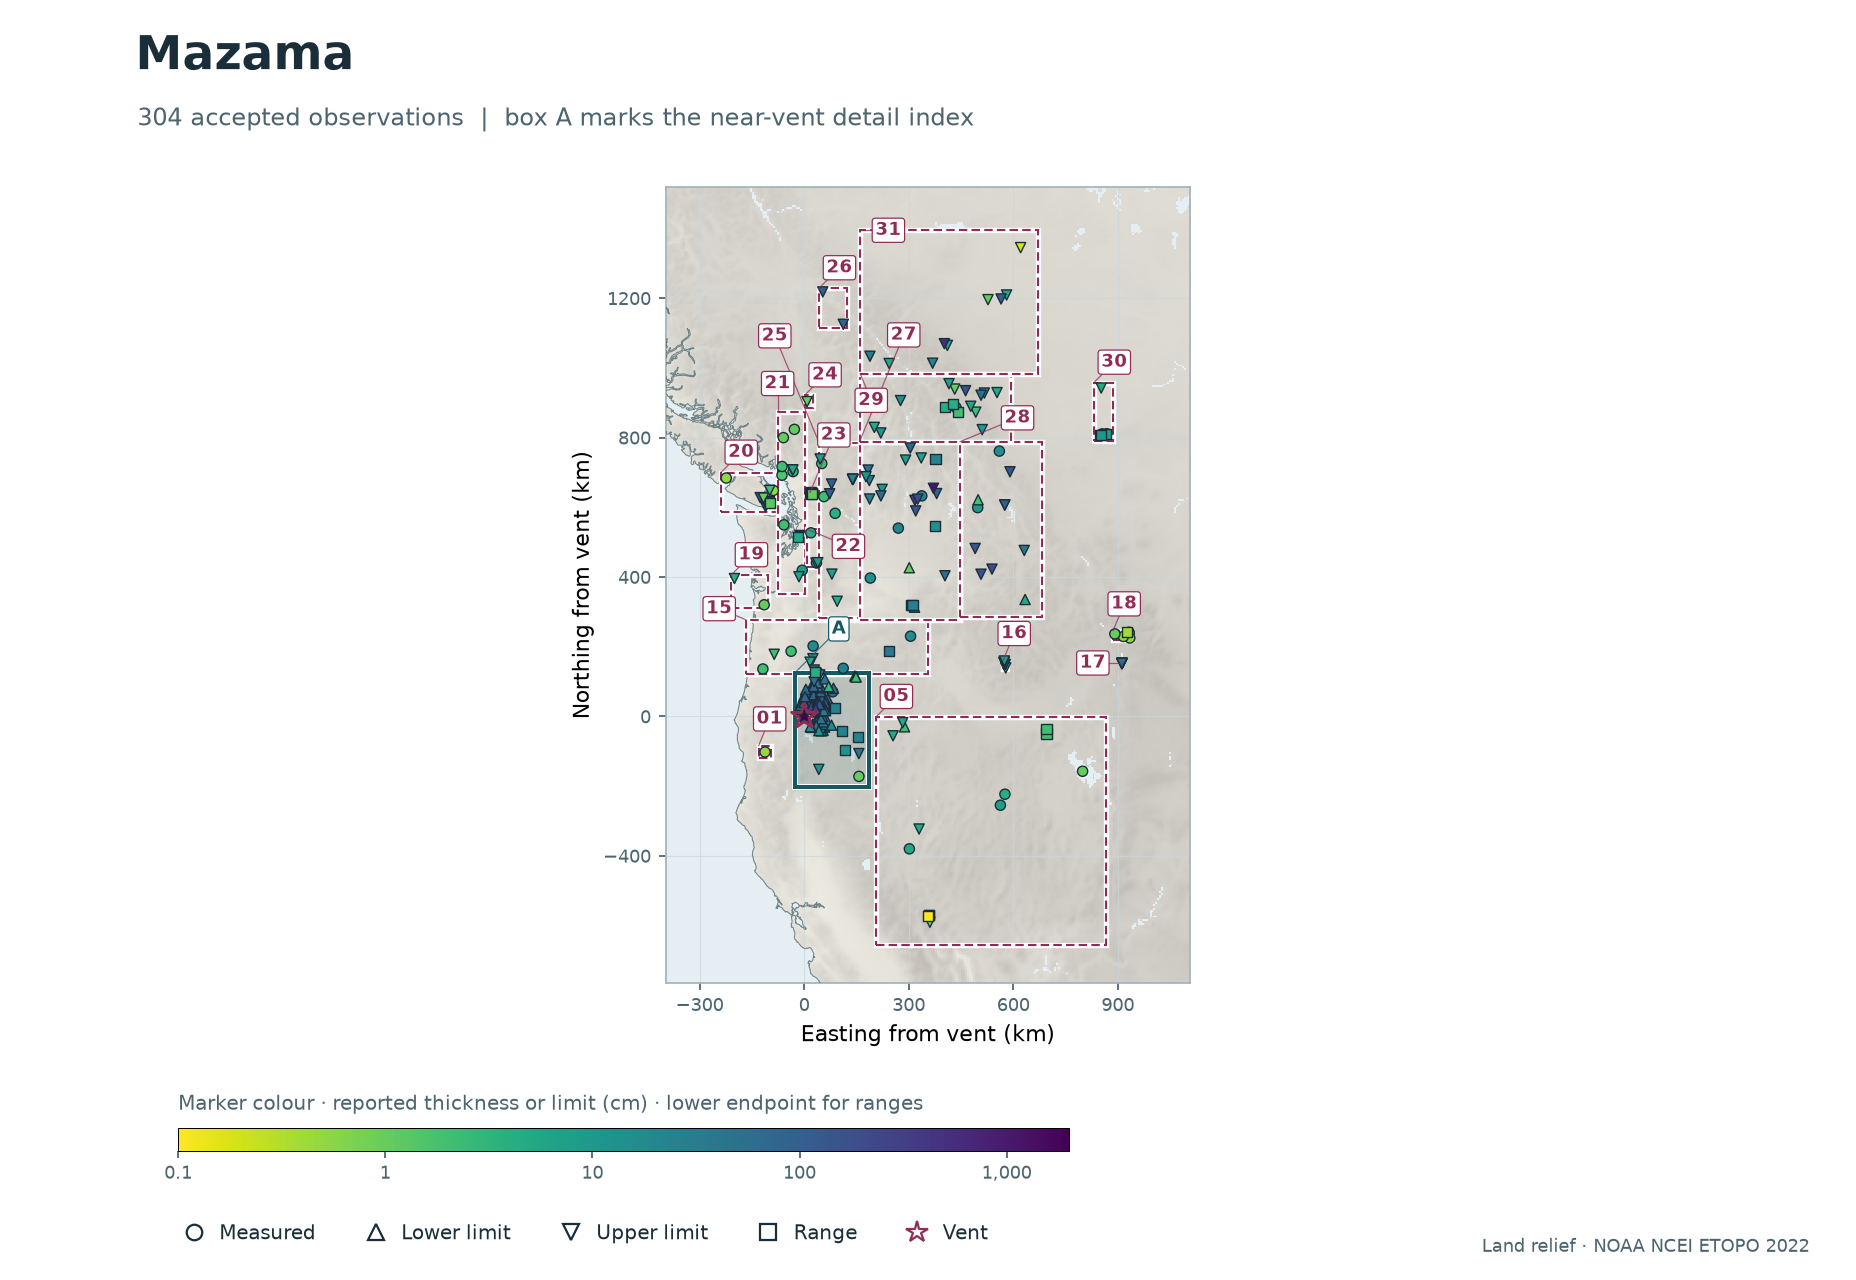 Mazama
304 accepted observations | box A marks the near-vent detail index
31
26
25
27
30
24
21
29
28
23
20
22
19
15
18
A
16
17
05
01
1200
800
400
0
−400
Northing from vent (km)
−300 0 300 600 900
Easting from vent (km)
Marker colour · reported thickness or limit (cm) · lower endpoint for ranges
0.1 1 10 100 1,000
Measured Lower limit Upper limit Range Vent
Land relief · NOAA NCEI ETOPO 2022